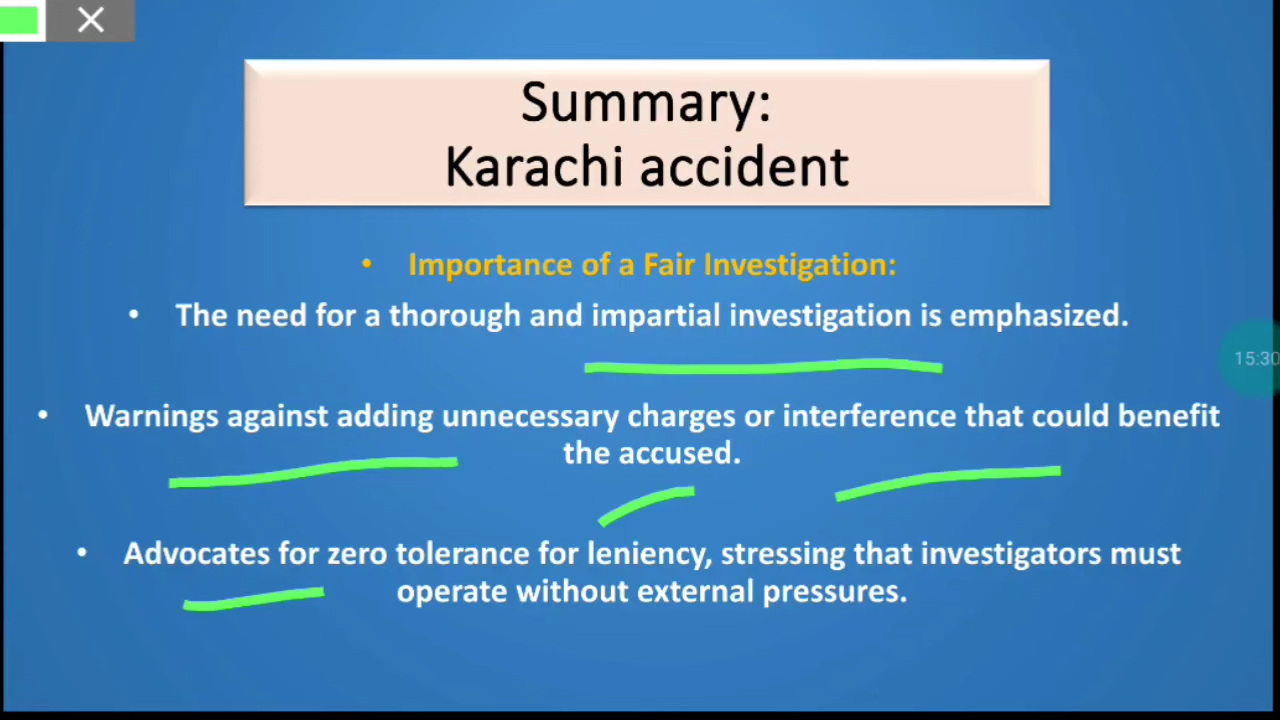 Summary:
Karachi accident
• Importance of a Fair Investigation:
• The need for a thorough and impartial investigation is emphasized.
15:30
• Warnings against adding unnecessary charges or interference that could benefit
the accused.
• Advocates for zero tolerance for leniency, stressing that investigators must
operate without external pressures.